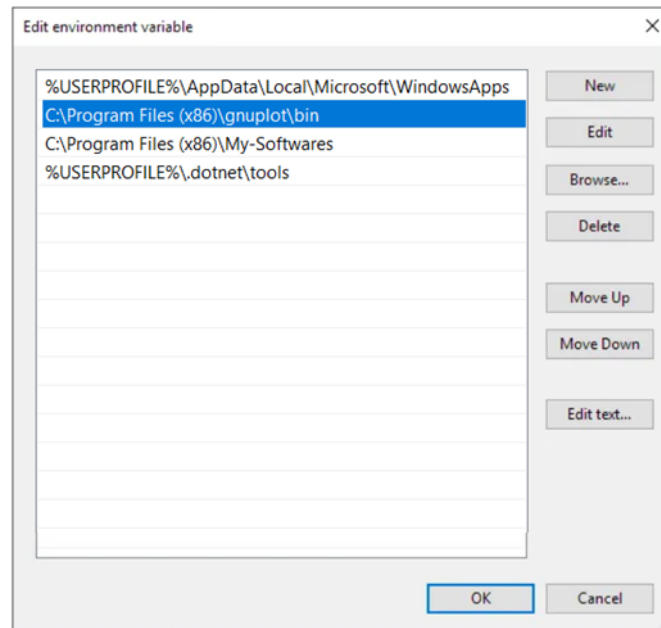 Edit environment variable
%USERPROFILE%\AppData\Local\Microsoft\WindowsApps
C:\Program Files (x86)\gnuplot\bin
C:\Program Files (x86)\My-Softwares
%USERPROFILE%\.dotnet\tools
New
Edit
Browse...
Delete
Move Up
Move Down
Edit text...
OK
Cancel